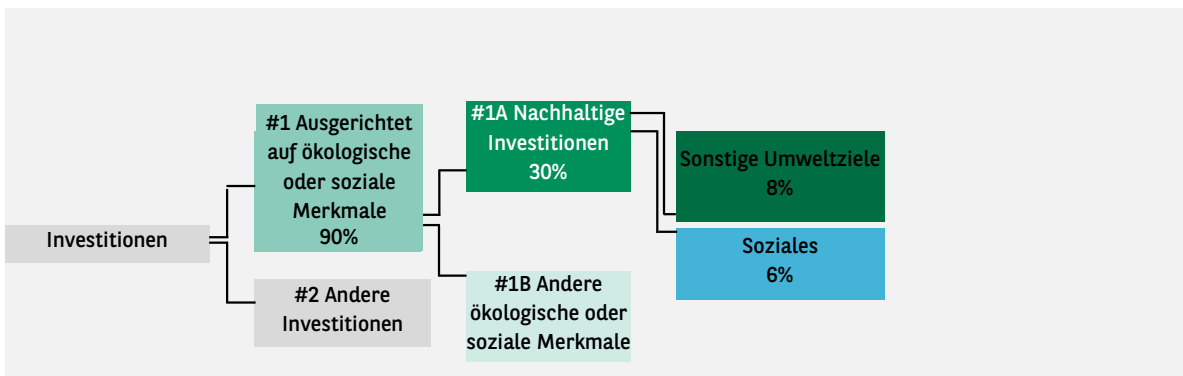 Investitionen
#1 Ausgerichtet
auf ökologische
oder soziale
Merkmale
90%
#2 Andere
Investitionen
#1A Nachhaltige
Investitionen
30%
#1B Andere
ökologische oder
soziale Merkmale
Sonstige Umweltziele
8%
Soziales
6%